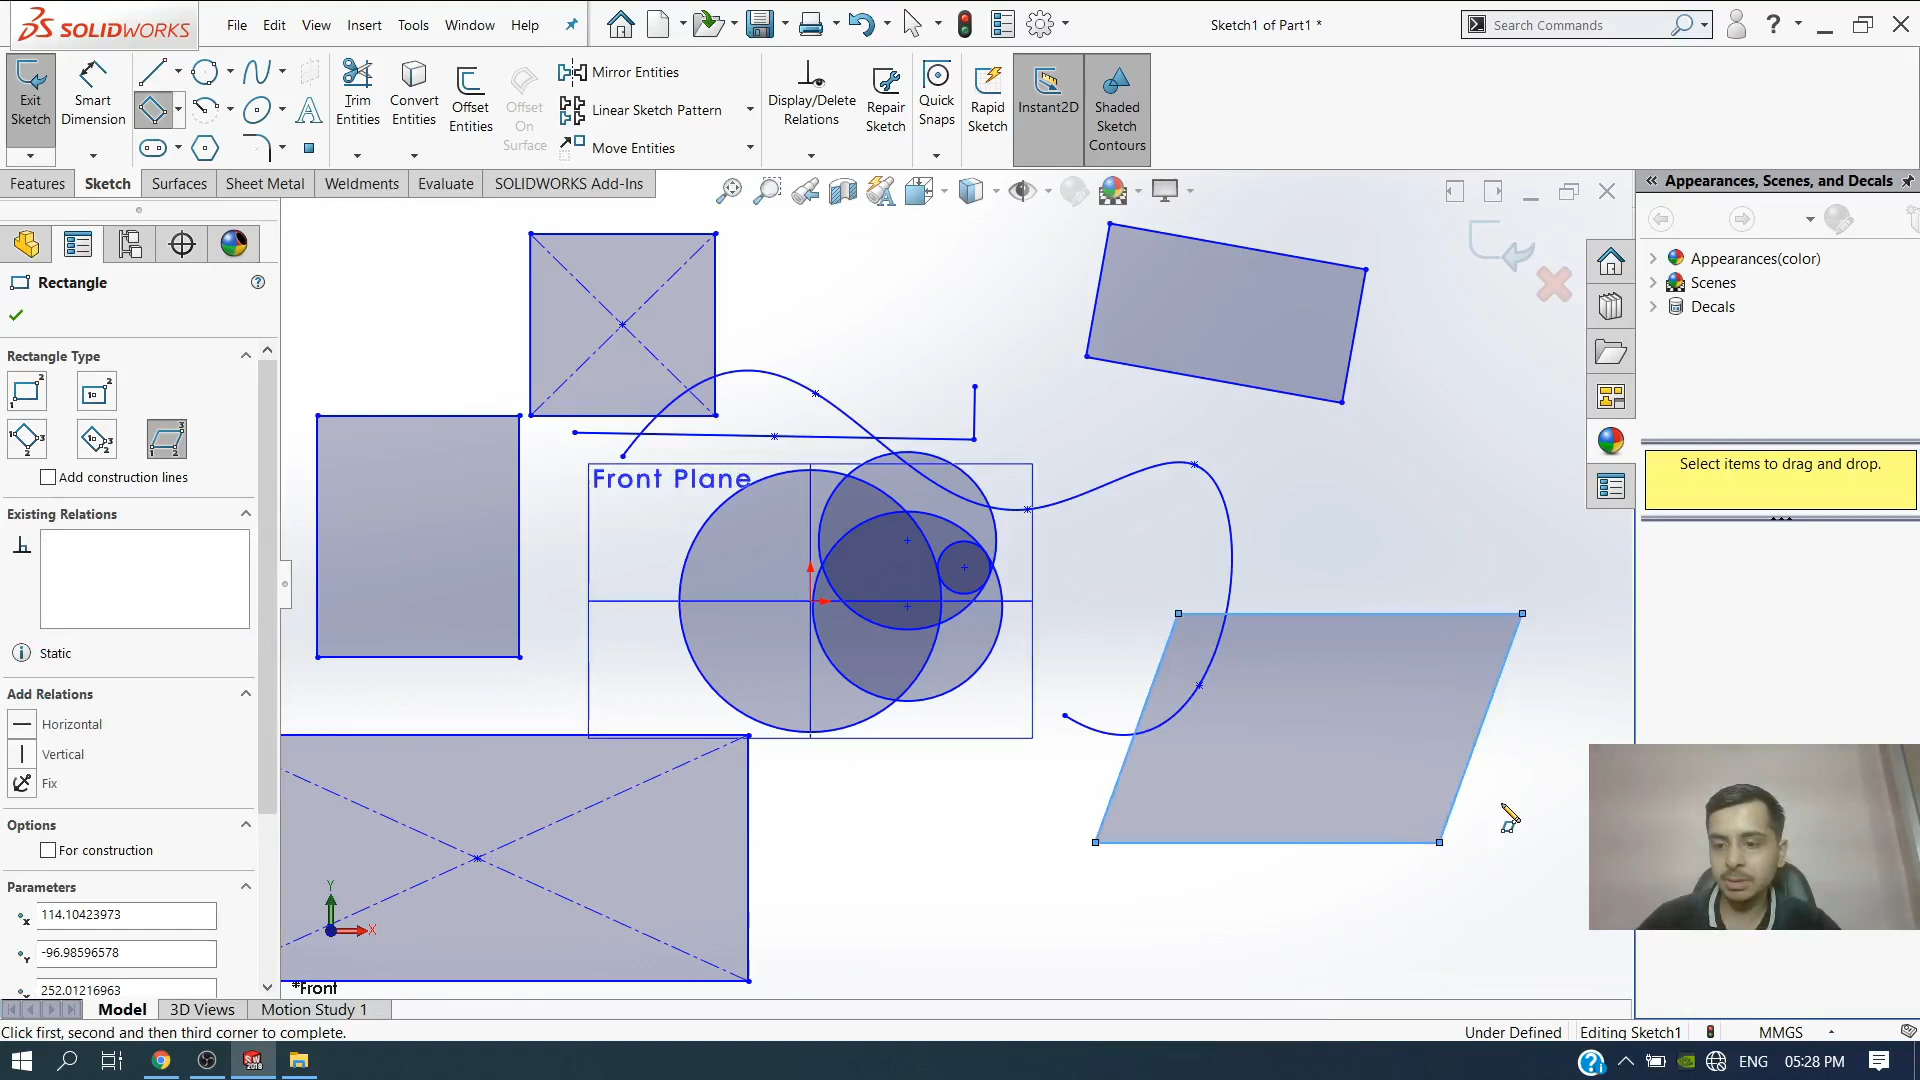 SOLIDWORKS
File Edit View Insert Tools Window Help
Sketch1 of Part1 *
Search Commands
Exit Sketch
Smart Dimension
Trim Entities
Convert Entities
Offset Entities
Offset On Surface
Mirror Entities
Linear Sketch Pattern
Move Entities
Display/Delete Relations
Repair Sketch
Quick Snaps
Rapid Sketch
Instant2D
Shaded Sketch Contours
Features Sketch Surfaces Sheet Metal Weldments Evaluate SOLIDWORKS Add-Ins
Appearances, Scenes, and Decals
Appearances(color)
Scenes
Decals
Select items to drag and drop.
Rectangle
Rectangle Type
Add construction lines
Existing Relations
Static
Add Relations
Horizontal
Vertical
Fix
Options
For construction
Parameters
114.10423973
-96.98596578
252.01216963
Front Plane
Y
X
*Front
Model 3D Views Motion Study 1
Click first, second and then third corner to complete.
Under Defined Editing Sketch1 MMGS
ENG 05:28 PM